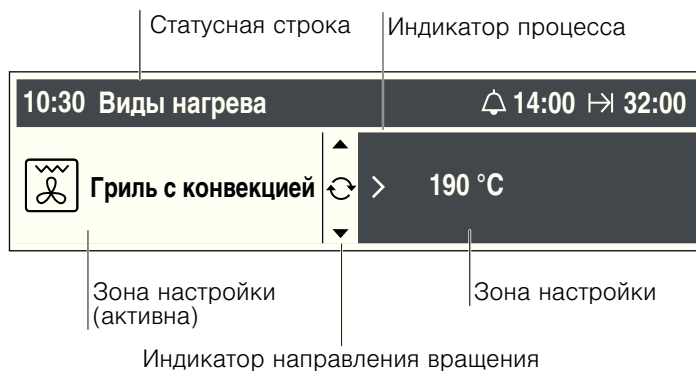 Статусная строка
Индикатор процесса
10:30 Виды нагрева 14:00 32:00
Гриль с конвекцией 190 °C
Зона настройки
(активна)
Зона настройки
Индикатор направления вращения